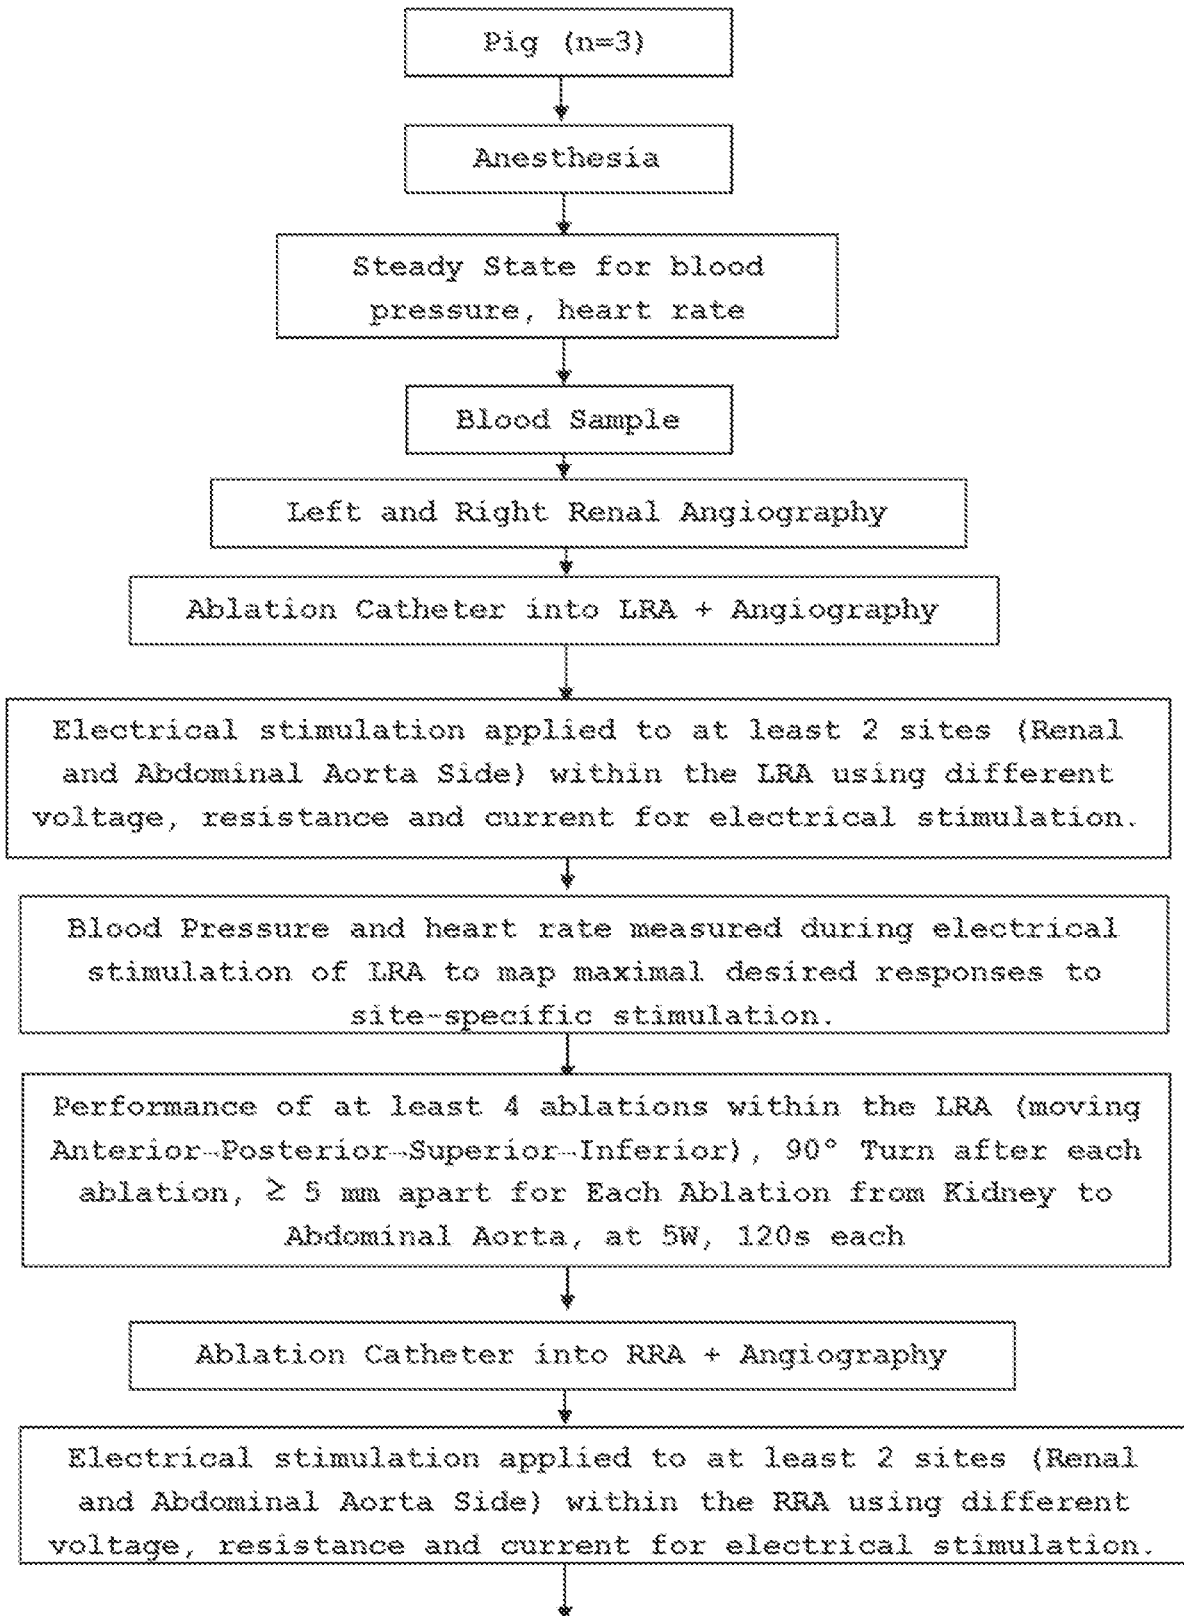 Pig (n=3)
Anesthesia
Steady State for blood
pressure, heart rate
Blood Sample
Left and Right Renal Angiography
Ablation Catheter into LRA + Angiography
Electrical stimulation applied to at least 2 sites (Renal
and Abdominal Aorta Side) within the LRA using different
voltage, resistance and current for electrical stimulation.
Blood Pressure and heart rate measured during electrical
stimulation of LRA to map maximal desired responses to
site-specific stimulation.
Performance of at least 4 ablations within the LRA (moving
Anterior-Posterior-Superior-Inferior), 90° Turn after each
ablation, ≥ 5 mm apart for Each Ablation from Kidney to
Abdominal Aorta, at 5W, 120s each
Ablation Catheter into RRA + Angiography
Electrical stimulation applied to at least 2 sites (Renal
and Abdominal Aorta Side) within the RRA using different
voltage, resistance and current for electrical stimulation.